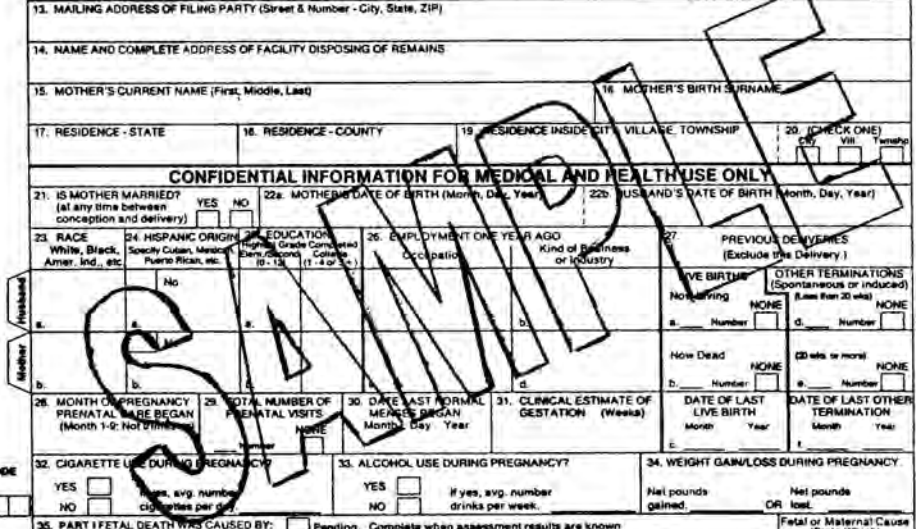 13. MAILING ADDRESS OF FILING PARTY (Street & Number - City, State, ZIP)
14. NAME AND COMPLETE ADDRESS OF FACILITY DISPOSING OF REMAINS
15. MOTHER'S CURRENT NAME (First, Middle, Last)
16. MOTHER'S BIRTH SURNAME
17. RESIDENCE - STATE
18. RESIDENCE - COUNTY
19. RESIDENCE INSIDE CITY, VILLAGE, TOWNSHIP
20. (CHECK ONE)
City Vill Twnshp
CONFIDENTIAL INFORMATION FOR MEDICAL AND HEALTH USE ONLY
21. IS MOTHER MARRIED?
(at any time between
conception and delivery)
YES NO
22a. MOTHER'S DATE OF BIRTH (Month, Day, Year)
22b. HUSBAND'S DATE OF BIRTH (Month, Day, Year)
23. RACE
White, Black,
Amer. Ind., etc.
24. HISPANIC ORIGIN
Specify Cuban, Mexican,
Puerto Rican, etc.
25. EDUCATION
Highest Grade Completed
Elem./Second College
(0 - 12) (1 - 4 or 5+)
26. EMPLOYMENT ONE YEAR AGO
Occupation
Kind of Business
or Industry
27.
PREVIOUS DELIVERIES
(Exclude this Delivery.)
LIVE BIRTHS
Now Living
NONE
a. ___ Number
OTHER TERMINATIONS
(Spontaneous or induced)
(Less than 20 wks)
NONE
d. ___ Number
Husband
No
a.
a.
a.
b.
Mother
No
b.
b.
d.
Now Dead
NONE
b. ___ Number
(20 wks. or more)
NONE
e. ___ Number
28. MONTH OF PREGNANCY
PRENATAL CARE BEGAN
(Month 1-9: Not trimester)
29. TOTAL NUMBER OF
PRENATAL VISITS
NONE
Number
30. DATE LAST NORMAL
MENSES BEGAN
Month Day Year
31. CLINICAL ESTIMATE OF
GESTATION (Weeks)
DATE OF LAST
LIVE BIRTH
Month Year
c.
DATE OF LAST OTHER
TERMINATION
Month Year
f.
32. CIGARETTE USE DURING PREGNANCY?
YES
NO
If yes, avg. number
cigarettes per day.
33. ALCOHOL USE DURING PREGNANCY?
YES
NO
If yes, avg. number
drinks per week.
34. WEIGHT GAIN/LOSS DURING PREGNANCY
Net pounds
gained.
OR
Net pounds
lost.
35. PART I FETAL DEATH WAS CAUSED BY:
Pending. Complete when assessment results are known
Fetal or Maternal Cause
SAMPLE